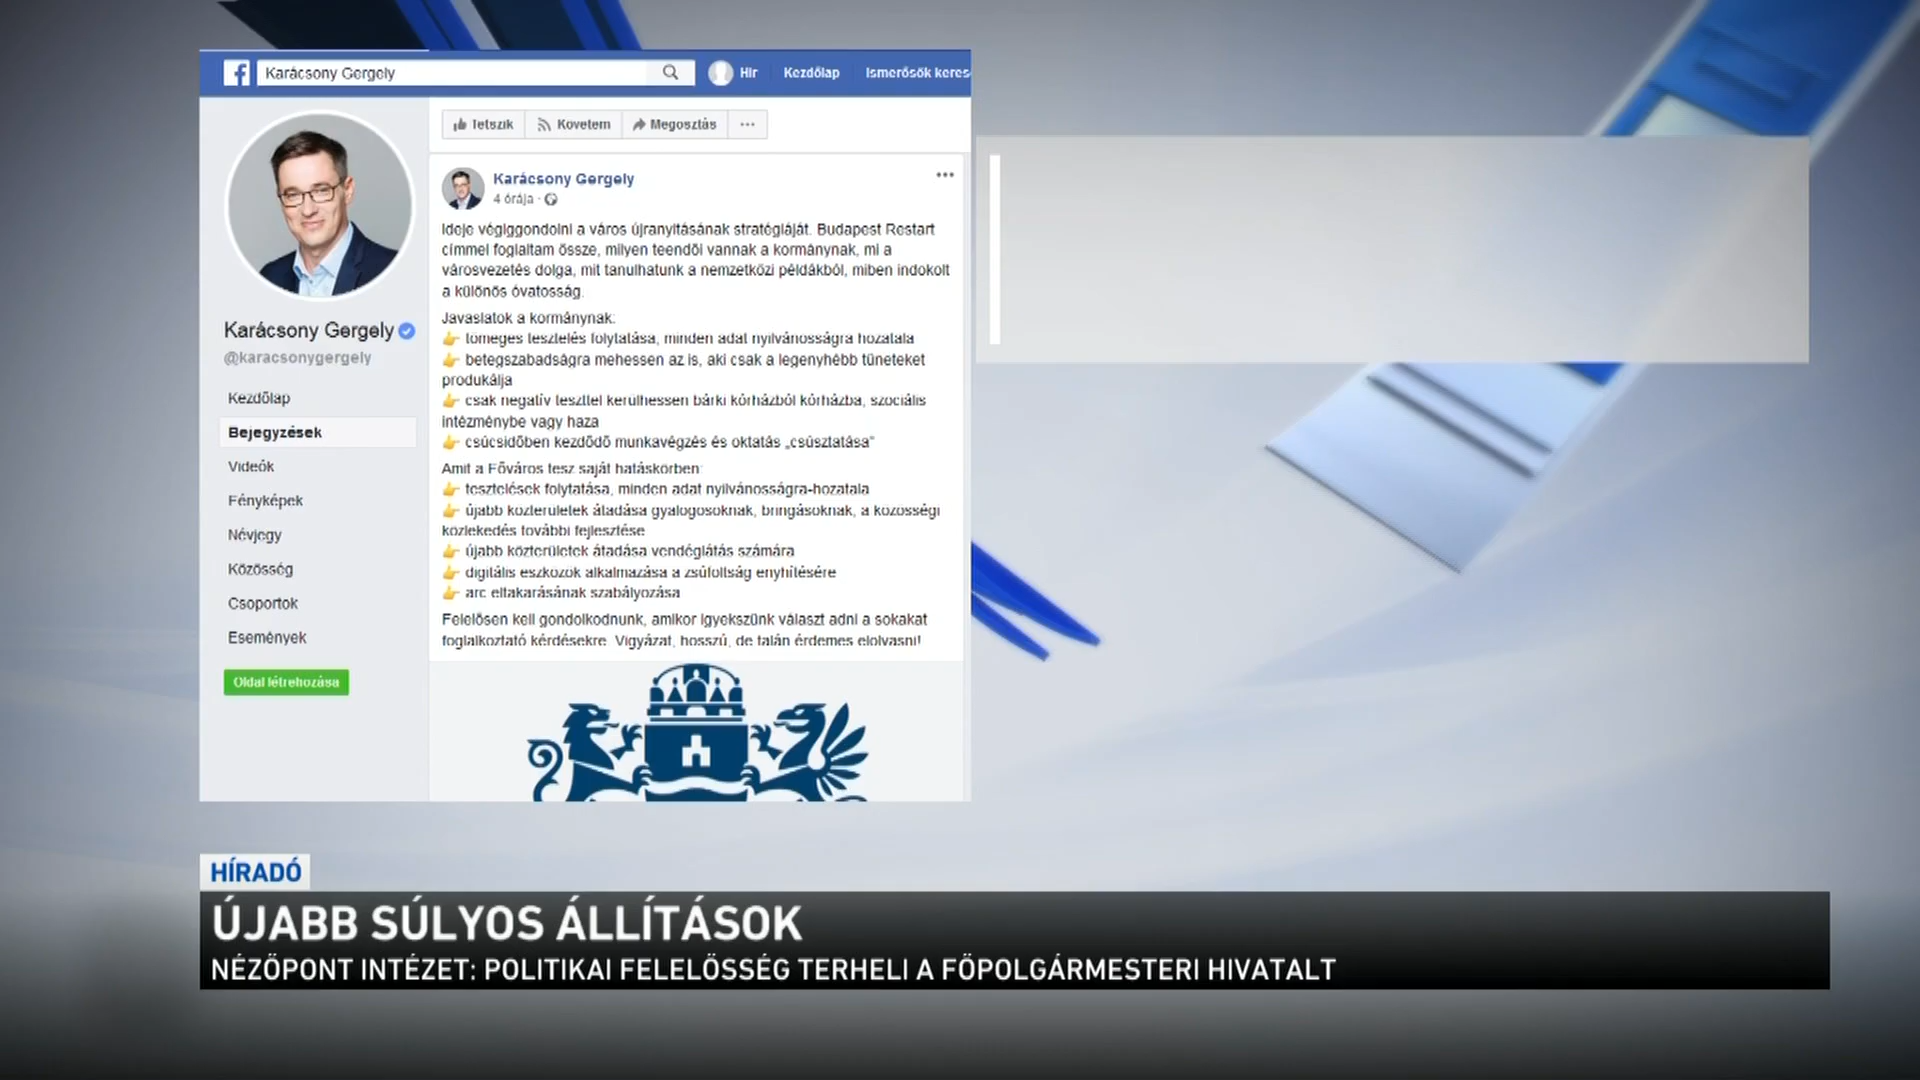 Karácsony Gergely
Hír
Kezdőlap
Ismerősök keres
Karácsony Gergely
@karacsonygergely
Kezdőlap
Bejegyzések
Videók
Fényképek
Névjegy
Közösség
Csoportok
Események
Oldal létrehozása
Tetszik
Követem
Megosztás
Karácsony Gergely
4 órája
Ideje végiggondolni a város újranyitásának stratégiáját. Budapest Restart
címmel foglaltam össze, milyen teendői vannak a kormánynak, mi a
városvezetés dolga, mit tanulhatunk a nemzetközi példákból, miben indokolt
a különös óvatosság.
Javaslatok a kormánynak:
👉 tömeges tesztelés folytatása, minden adat nyilvánosságra hozatala
👉 betegszabadságra mehessen az is, aki csak a legenyhébb tüneteket
produkálja
👉 csak negatív teszttel kerülhessen bárki kórházból kórházba, szociális
intézménybe vagy haza
👉 csúcsidőben kezdődő munkavégzés és oktatás „csúsztatása”
Amit a Főváros tesz saját hatáskörben:
👉 tesztelések folytatása, minden adat nyilvánosságra-hozatala
👉 újabb közterületek átadása gyalogosoknak, bringásoknak, a közösségi
közlekedés további fejlesztése
👉 újabb közterületek átadása vendéglátás számára
👉 digitális eszközök alkalmazása a zsúfoltság enyhítésére
👉 arc eltakarásának szabályozása
Felelősen kell gondolkodnunk, amikor igyekszünk választ adni a sokakat
foglalkoztató kérdésekre. Vigyázat, hosszú, de talán érdemes elolvasni!
HÍRADÓ
ÚJABB SÚLYOS ÁLLÍTÁSOK
NÉZŐPONT INTÉZET: POLITIKAI FELELŐSSÉG TERHELI A FŐPOLGÁRMESTERI HIVATALT